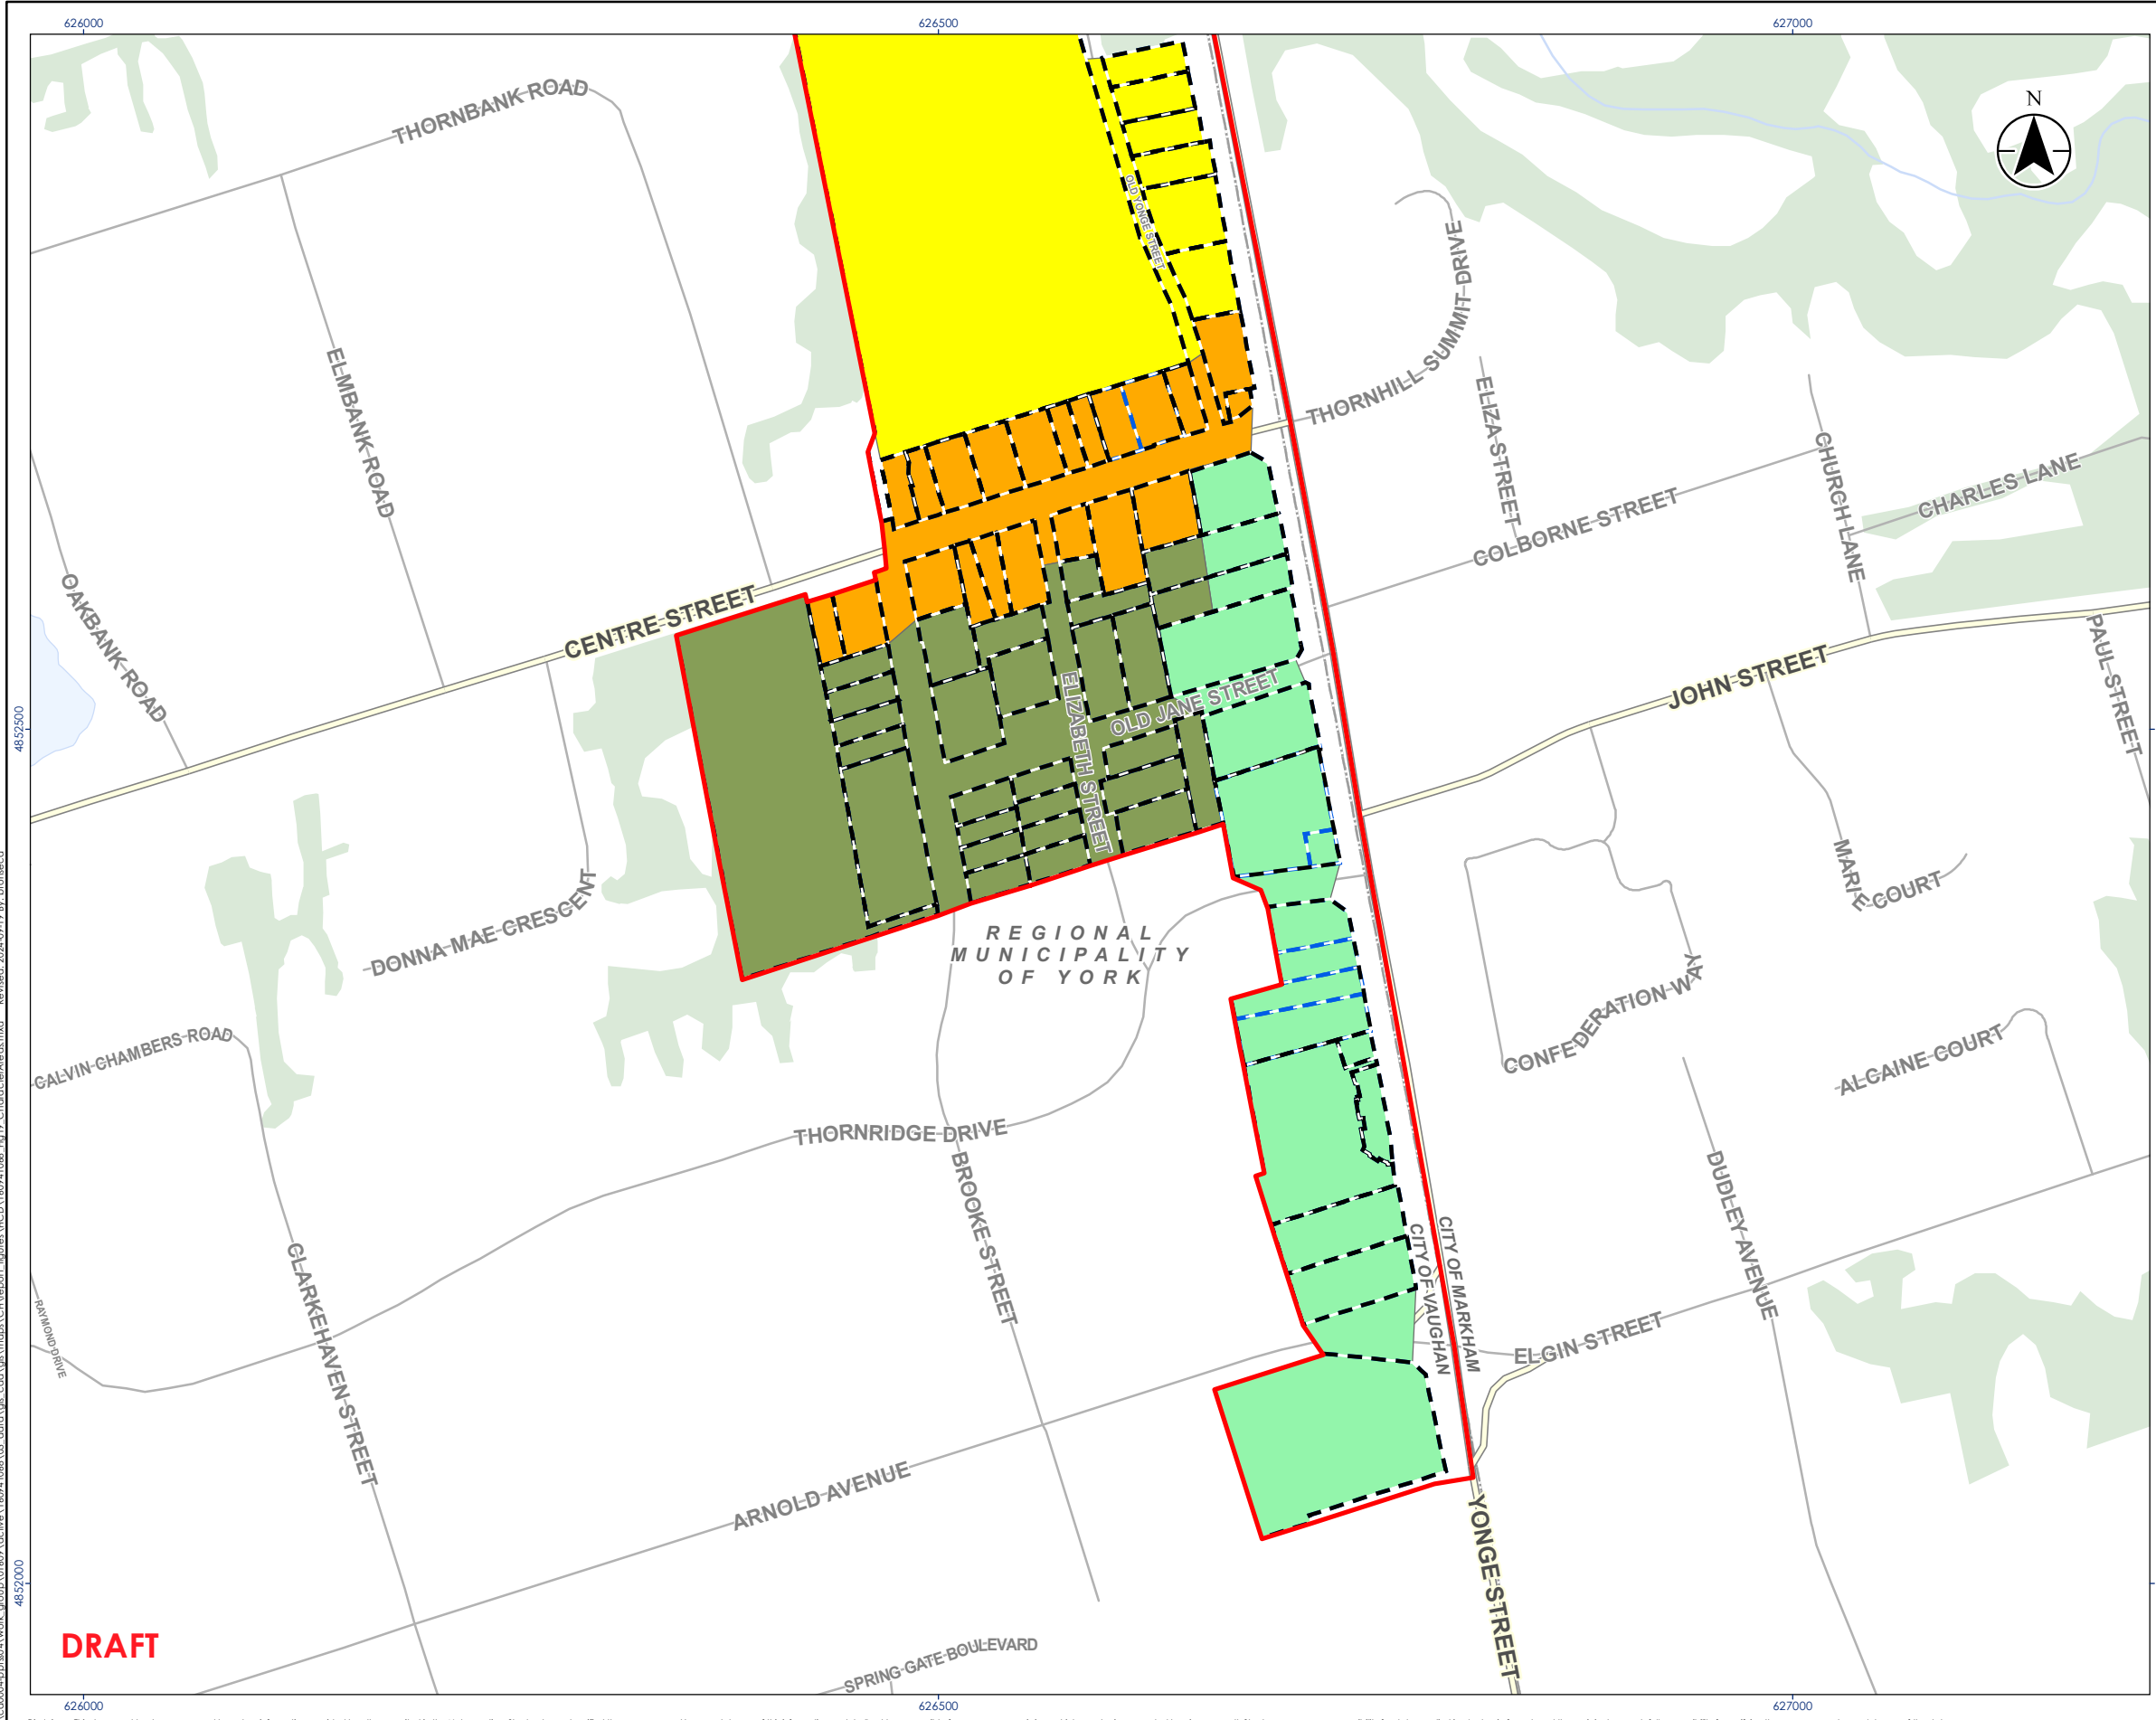 626000
626500
627000
N
THORNBANK ROAD
OLD YONGE STREET
THORNHILL SUMMIT DRIVE
ELMBANK ROAD
ELIZA STREET
CHURCH LANE
CHARLES LANE
COLBORNE STREET
OAKBANK ROAD
CENTRE STREET
PAUL STREET
JOHN STREET
OLD JANE STREET
ELIZABETH STREET
4852500
MARIE COURT
DONNA MAE CRESCENT
REGIONAL
MUNICIPALITY
OF YORK
CONFEDERATION WAY
CALVIN CHAMBERS ROAD
ALCAINE COURT
THORNRIDGE DRIVE
BROOKE STREET
DUDLEY AVENUE
CITY OF MARKHAM
CITY OF VAUGHAN
CLARKEHAVEN STREET
RAYMOND DRIVE
ELGIN STREET
ARNOLD AVENUE
YONGE STREET
4852000
DRAFT
SPRING GATE BOULEVARD
626000
626500
627000